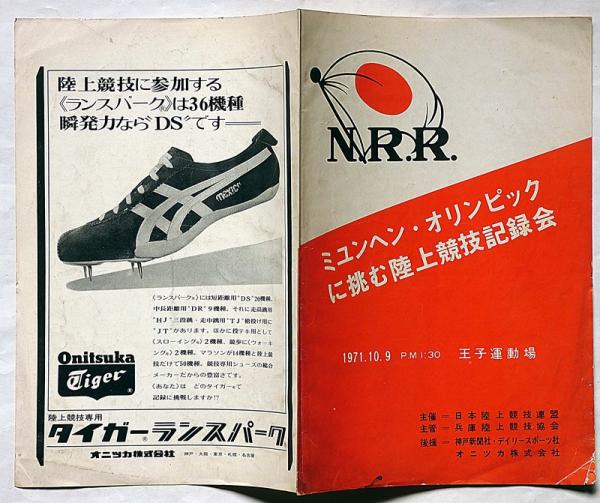 陸上競技に参加する
《ランスパーク》は36機種
瞬発力なら“DS”です——
mexico
《ランスパーク®》には短距離用“DS”20機種、
中長距離用“DR”9機種、それに走高跳用
“HJ”三段跳・走巾跳用“TJ”槍投げ用に
“JT”があります。ほかに投テキ用として
《スローイング®》2機種、競歩に《ウォーキ
ング®》2機種、マラソンが14機種と陸上競
技だけで50機種。競技専用シューズの総合
メーカーだからの豊富さです。
《あなた》は どのタイガー®で
記録に挑戦しますか!?
Onitsuka
Tiger
陸上競技専用
タイガー®ランスパーク®
オニツカ株式会社 神戸・大阪・東京・札幌・名古屋
N.R.R.
ミュンヘン・オリンピック
に挑む陸上競技記録会
1971.10.9 P.M 1:30 王子運動場
主催＝日本陸上競技連盟
主管＝兵庫陸上競技協会
後援＝神戸新聞社・デイリースポーツ社
オニツカ株式会社